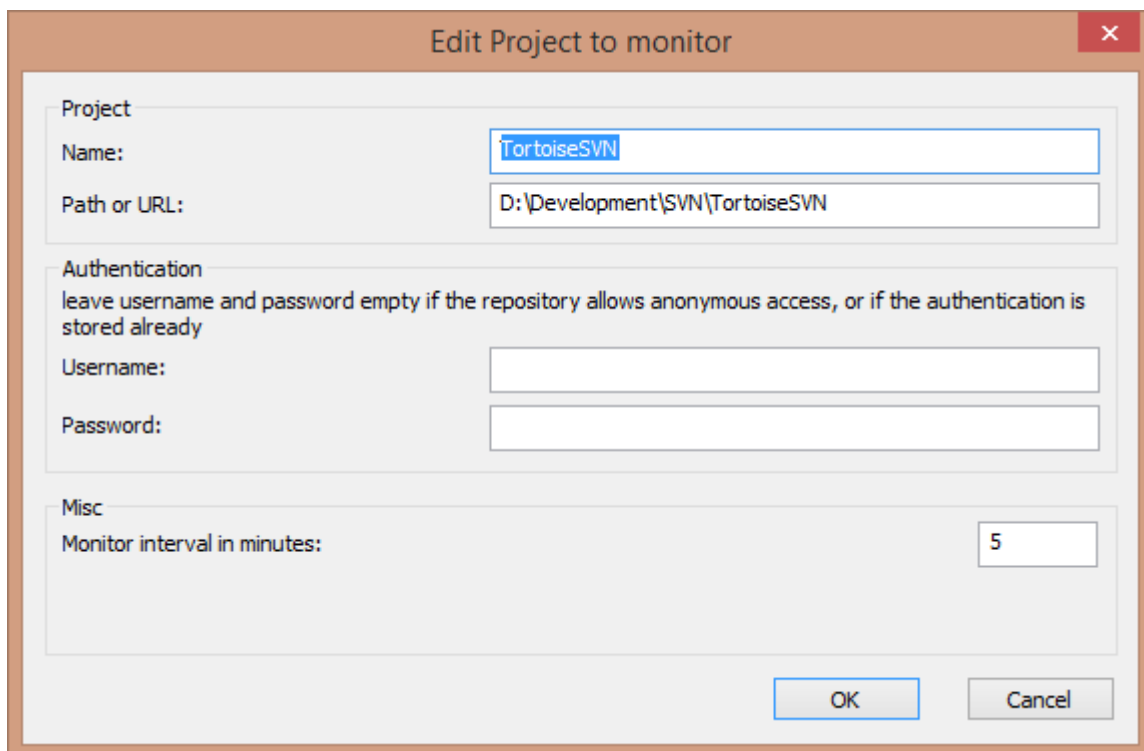 Edit Project to monitor
Project
Name:
TortoiseSVN
Path or URL:
D:\Development\SVN\TortoiseSVN
Authentication
leave username and password empty if the repository allows anonymous access, or if the authentication is
stored already
Username:
Password:
Misc
Monitor interval in minutes:
5
OK
Cancel